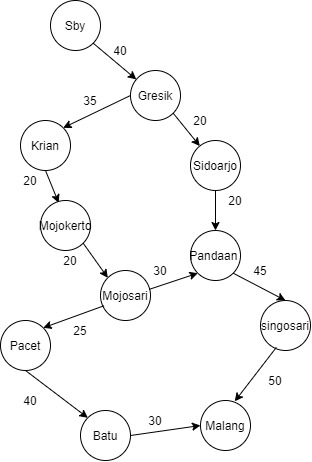 Sby
40
Gresik
35
20
Krian
Sidoarjo
20
20
Mojokerto
20
Pandaan
30
45
Mojosari
25
singosari
Pacet
50
40
30
Malang
Batu